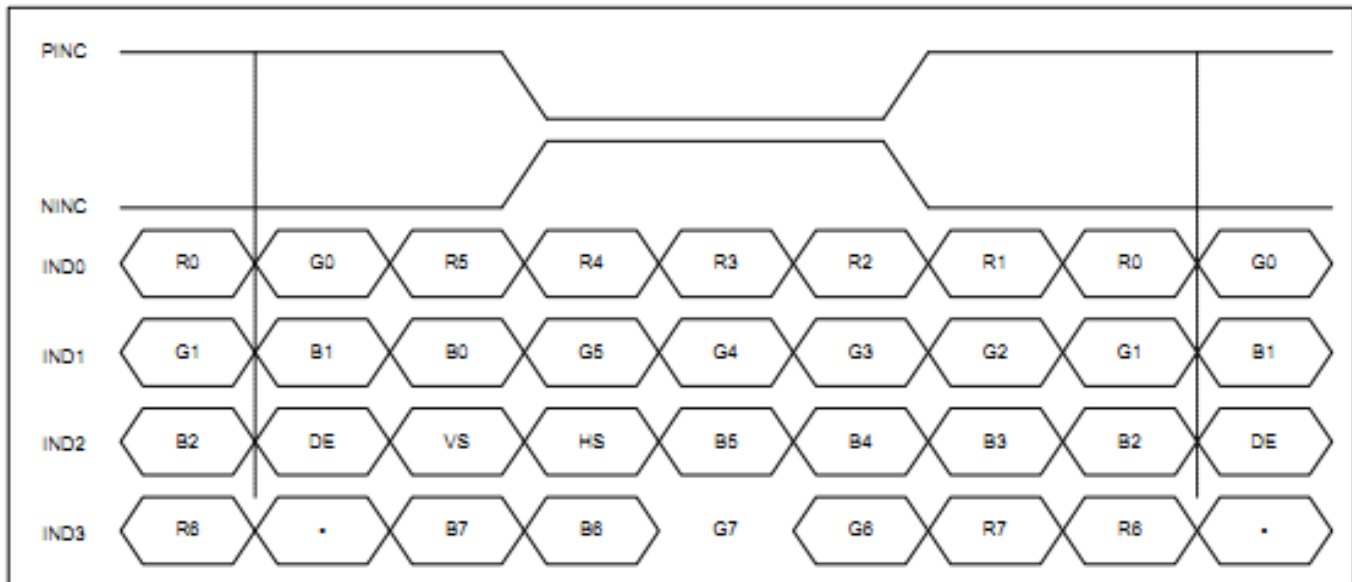 PINC
NINC
IND0 R0 G0 R5 R4 R3 R2 R1 R0 G0
IND1 G1 B1 B0 G5 G4 G3 G2 G1 B1
IND2 B2 DE VS HS B5 B4 B3 B2 DE
IND3 R6 - B7 B6 G7 G6 R7 R6 -